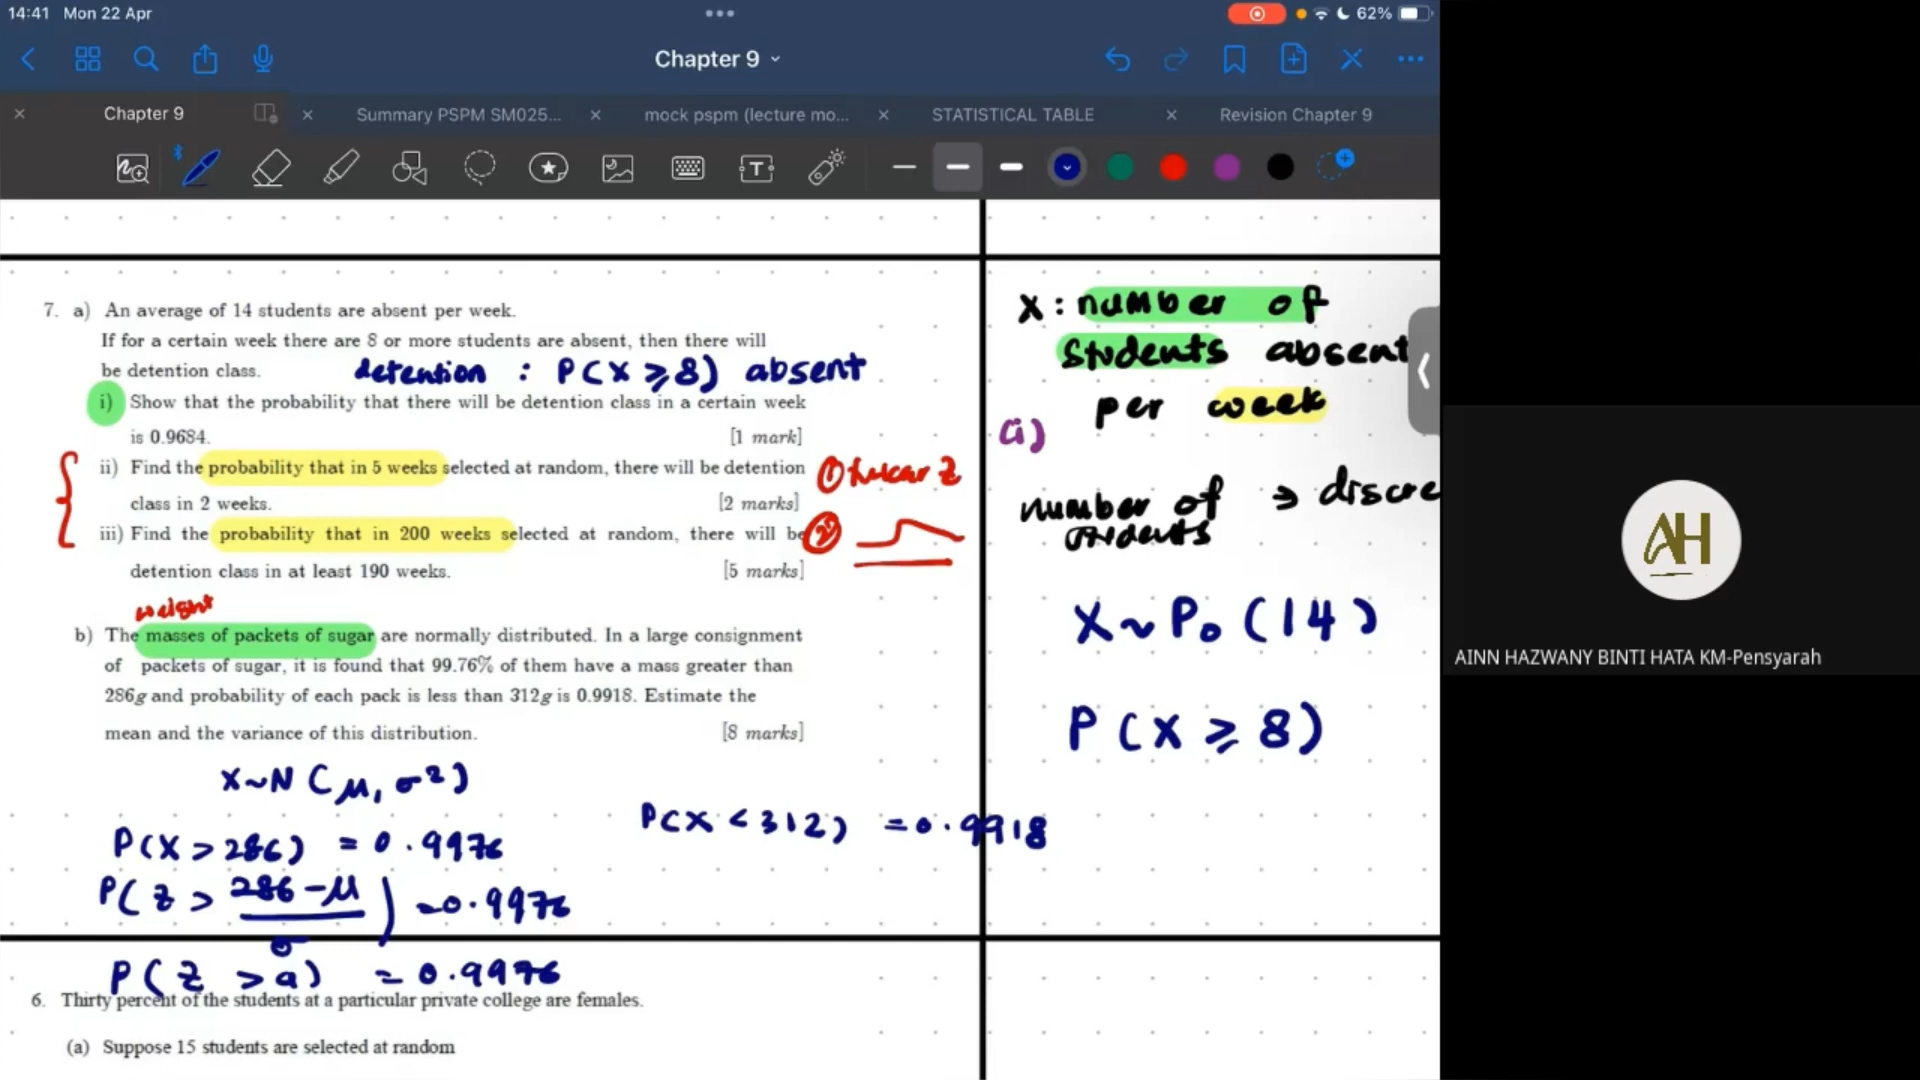 14:41 Mon 22 Apr
62%
Chapter 9
Chapter 9
Summary PSPM SM025...
mock pspm (lecture mo...
STATISTICAL TABLE
Revision Chapter 9
7. a) An average of 14 students are absent per week.
If for a certain week there are 8 or more students are absent, then there will
be detention class.
detention : P(X ≥ 8) absent
i) Show that the probability that there will be detention class in a certain week
is 0.9684. [1 mark]
ii) Find the probability that in 5 weeks selected at random, there will be detention
class in 2 weeks. [2 marks]
iii) Find the probability that in 200 weeks selected at random, there will be
detention class in at least 190 weeks. [5 marks]
weight
b) The masses of packets of sugar are normally distributed. In a large consignment
of packets of sugar, it is found that 99.76% of them have a mass greater than
286g and probability of each pack is less than 312g is 0.9918. Estimate the
mean and the variance of this distribution. [8 marks]
X~N (μ, σ²)
P(X > 286) = 0.9976
P(Z > 286 - μ / σ) = 0.9976
P(Z > a) = 0.9976
P(X < 312) = 0.9918
6. Thirty percent of the students at a particular private college are females.
(a) Suppose 15 students are selected at random
X : number of
students absent
per week
number of ⇒ discre
students
X ~ Po (14)
P (X ≥ 8)
AH
AINN HAZWANY BINTI HATA KM-Pensyarah